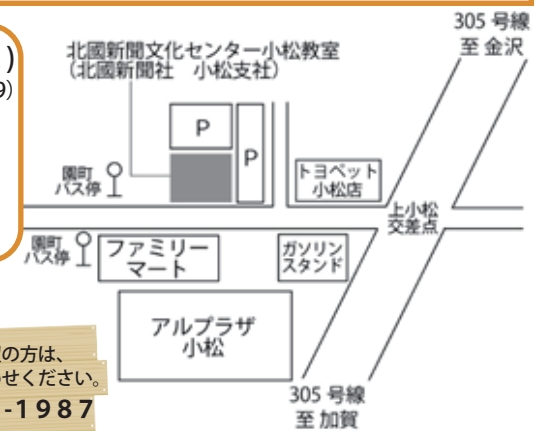 305 号線
至 金沢
)
9)
北國新聞文化センター小松教室
（北國新聞社　小松支社）
P
P
園町
バス停
トヨペット
小松店
上小松
交差点
園町
バス停
ファミリー
マート
ガソリン
スタンド
アルプラザ
小松
の方は、
せください。
-1987
305 号線
至 加賀